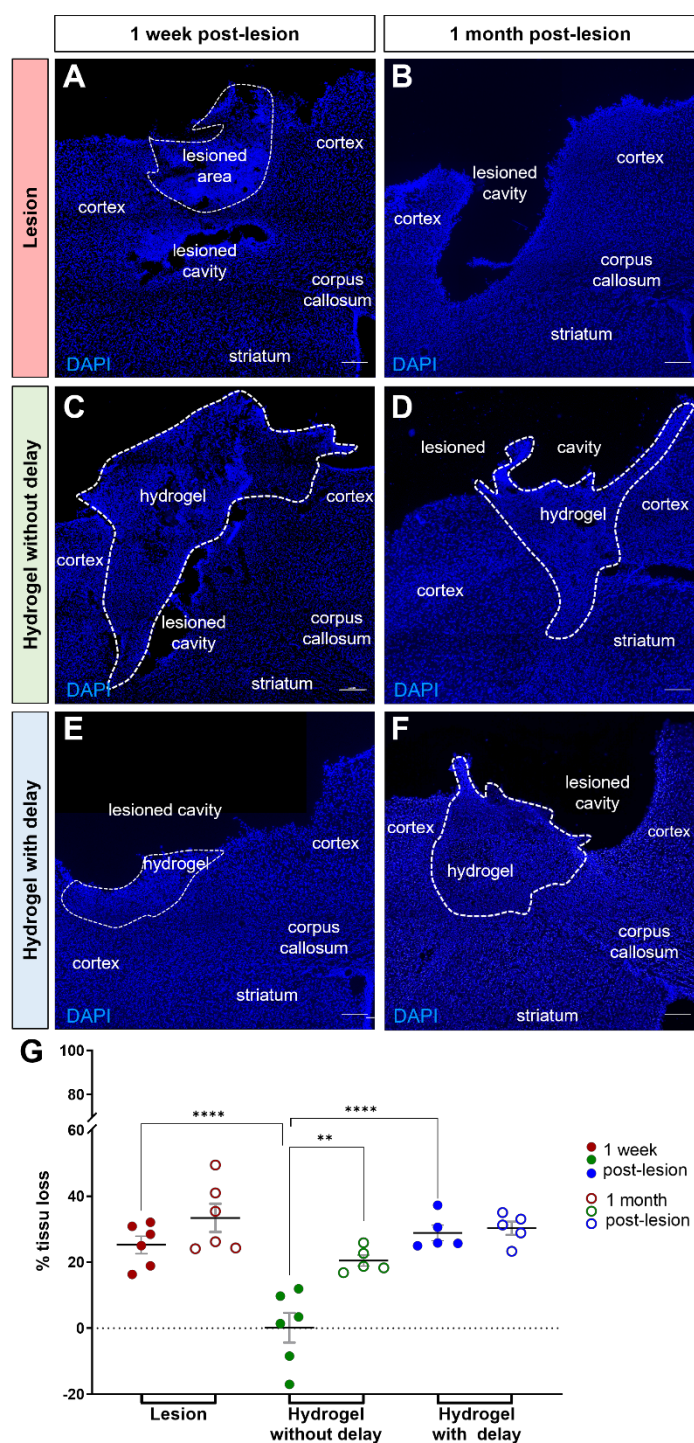 1 week post-lesion
1 month post-lesion
Lesion
A
lesioned
area
cortex
cortex
lesioned
cavity
corpus
callosum
striatum
DAPI
B
lesioned
cavity
cortex
cortex
corpus
callosum
striatum
DAPI
Hydrogel without delay
C
hydrogel
cortex
cortex
lesioned
cavity
corpus
callosum
striatum
DAPI
D
lesioned cavity
hydrogel
cortex
cortex
striatum
DAPI
Hydrogel with delay
E
lesioned cavity
hydrogel
cortex
cortex
corpus
callosum
striatum
DAPI
F
lesioned
cavity
cortex
cortex
hydrogel
corpus
callosum
striatum
DAPI
G
% tissu loss
100
80
60
40
20
0
-20
****
****
**
1 week
post-lesion
1 month
post-lesion
Lesion
Hydrogel
without delay
Hydrogel
with delay